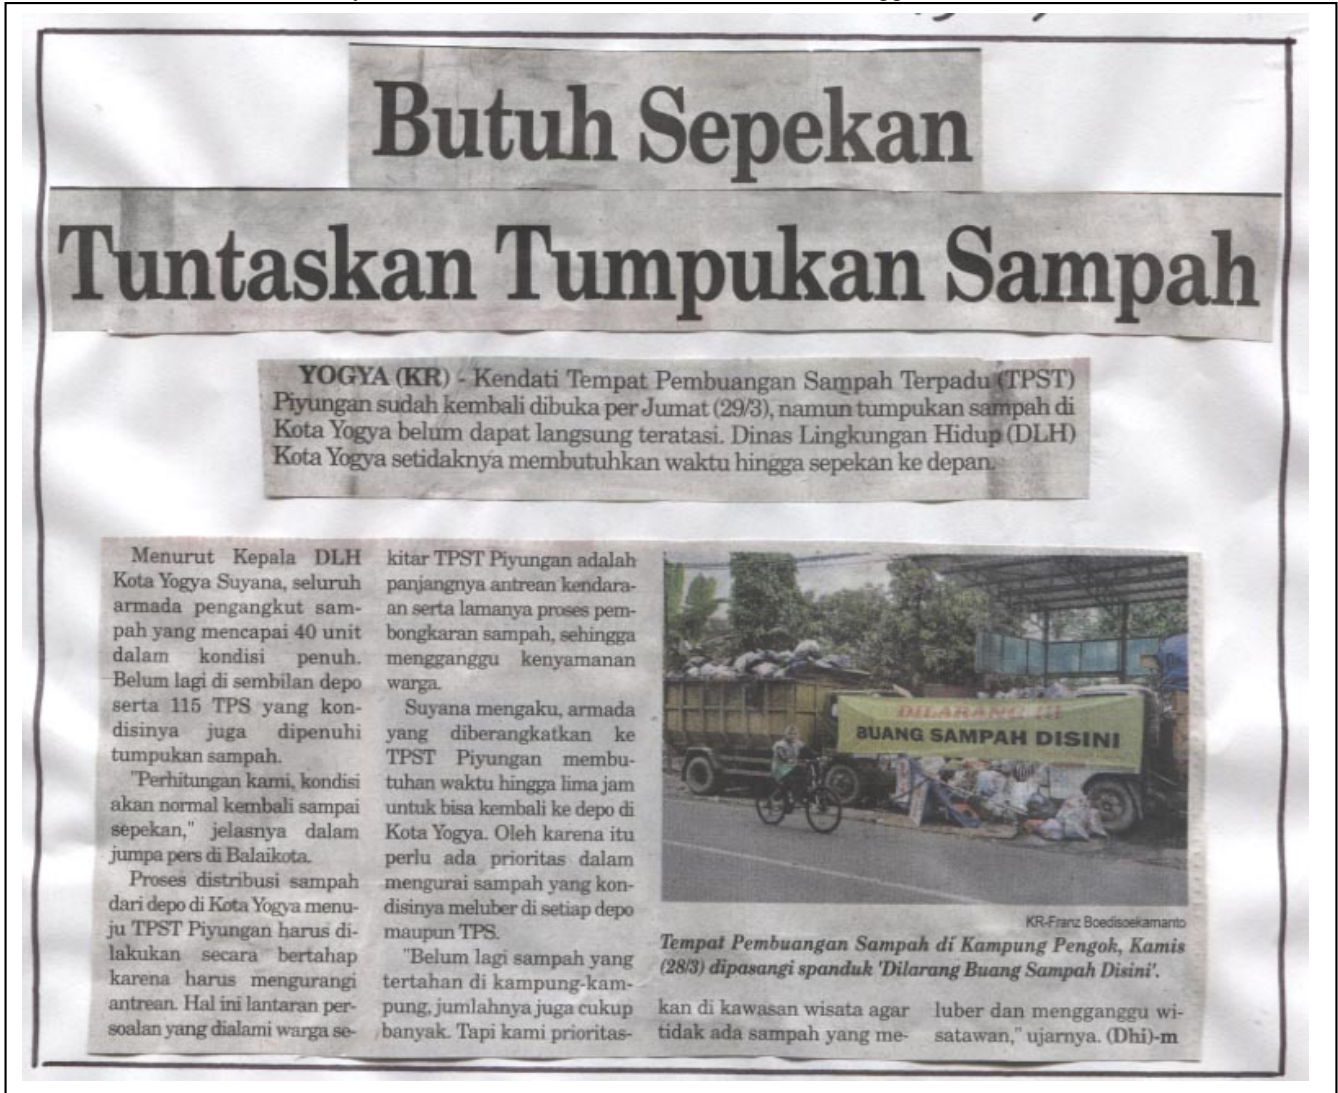 Butuh Sepekan
Tuntaskan Tumpukan Sampah
YOGYA (KR) - Kendati Tempat Pembuangan Sampah Terpadu (TPST)
Piyungan sudah kembali dibuka per Jumat (29/3), namun tumpukan sampah di
Kota Yogya belum dapat langsung teratasi. Dinas Lingkungan Hidup (DLH)
Kota Yogya setidaknya membutuhkan waktu hingga sepekan ke depan.
Menurut Kepala DLH
Kota Yogya Suyana, seluruh
armada pengangkut sam-
pah yang mencapai 40 unit
dalam kondisi penuh.
Belum lagi di sembilan depo
serta 115 TPS yang kon-
disinya juga dipenuhi
tumpukan sampah.
"Perhitungan kami, kondisi
akan normal kembali sampai
sepekan," jelasnya dalam
jumpa pers di Balaikota.
Proses distribusi sampah
dari depo di Kota Yogya menu-
ju TPST Piyungan harus di-
lakukan secara bertahap
karena harus mengurangi
antrean. Hal ini lantaran per-
soalan yang dialami warga se-
kitar TPST Piyungan adalah
panjangnya antrean kendara-
an serta lamanya proses pem-
bongkaran sampah, sehingga
mengganggu kenyamanan
warga.
Suyana mengaku, armada
yang diberangkatkan ke
TPST Piyungan membu-
tuhan waktu hingga lima jam
untuk bisa kembali ke depo di
Kota Yogya. Oleh karena itu
perlu ada prioritas dalam
mengurai sampah yang kon-
disinya meluber di setiap depo
maupun TPS.
"Belum lagi sampah yang
tertahan di kampung-kam-
pung, jumlahnya juga cukup
banyak. Tapi kami prioritas-
DILARANG !!!
BUANG SAMPAH DISINI
KR-Franz Boedisoekamanto
Tempat Pembuangan Sampah di Kampung Pengok, Kamis
(28/3) dipasangi spanduk 'Dilarang Buang Sampah Disini'.
kan di kawasan wisata agar
tidak ada sampah yang me-
luber dan mengganggu wi-
satawan," ujarnya. (Dhi)-m